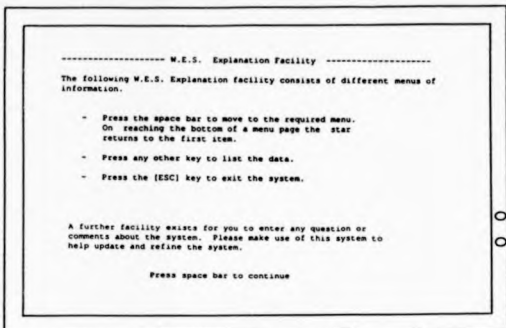 -------------------- W.E.S. Explanation Facility --------------------
The following W.E.S. Explanation facility consists of different menus of
information.
- Press the space bar to move to the required menu.
On reaching the bottom of a menu page the star
returns to the first item.
- Press any other key to list the data.
- Press the [ESC] key to exit the system.
A further facility exists for you to enter any question or
comments about the system. Please make use of this system to
help update and refine the system.
Press space bar to continue